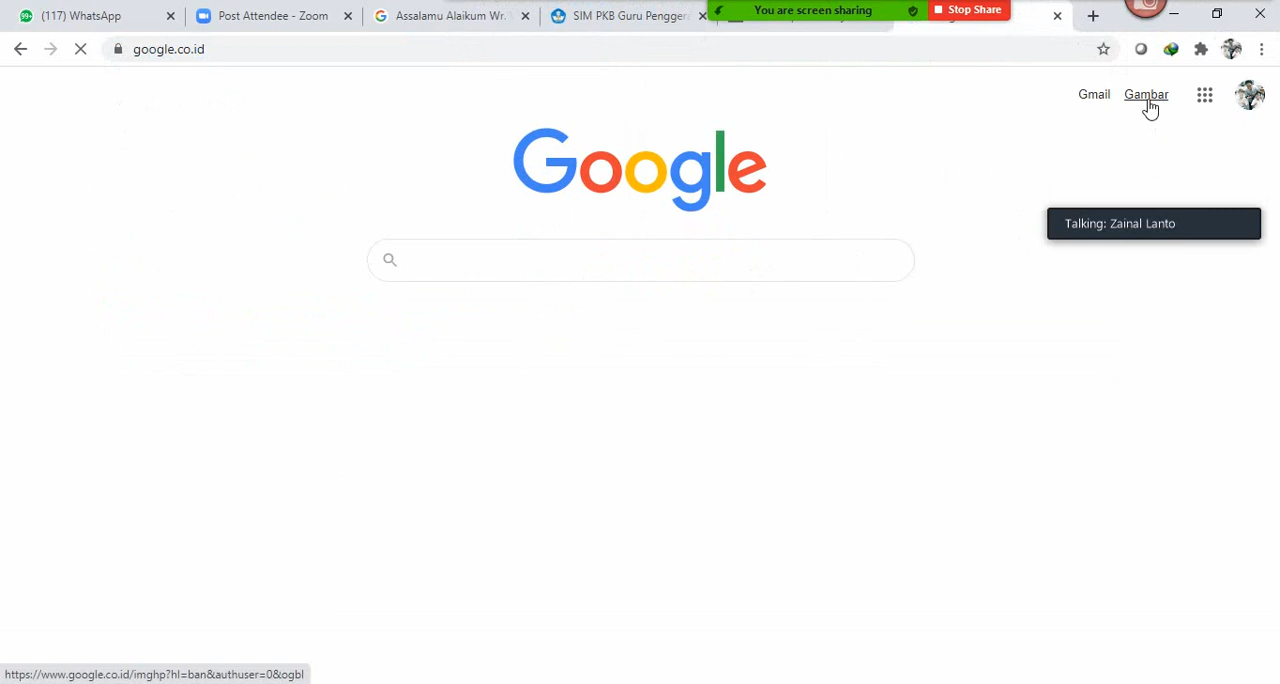 (117) WhatsApp
Post Attendee - Zoom
Assalamu Alaikum Wr.
SIM PKB Guru Pengger
You are screen sharing
Stop Share
google.co.id
Gmail
Gambar
Google
Talking: Zainal Lanto
https://www.google.co.id/imghp?hl=ban&authuser=0&ogbl